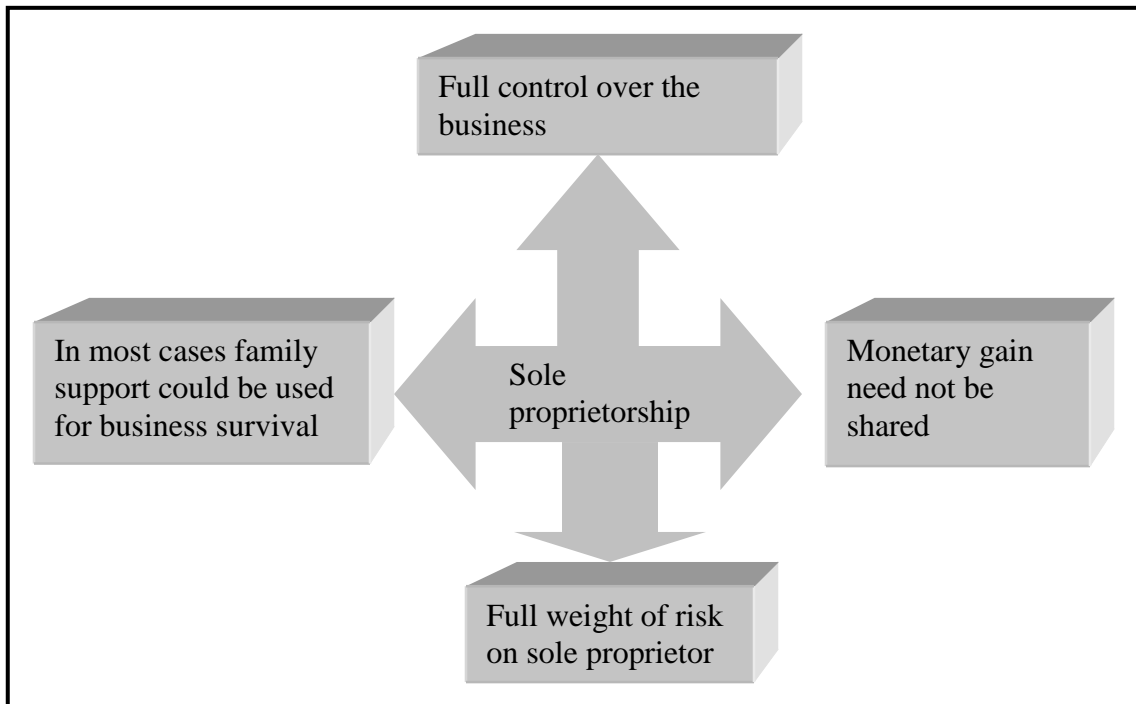 Full control over the
business
In most cases family
support could be used
for business survival
Sole
proprietorship
Monetary gain
need not be
shared
Full weight of risk
on sole proprietor